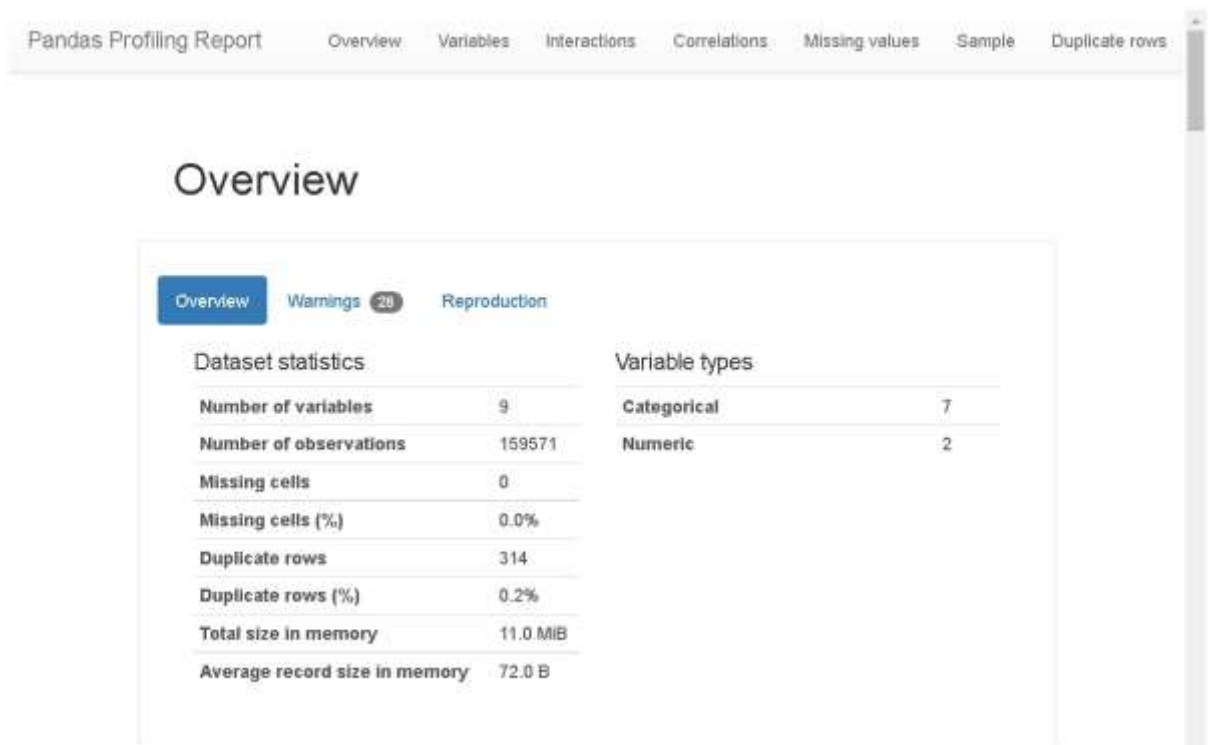 Pandas Profiling Report Overview Variables Interactions Correlations Missing values Sample Duplicate rows
Overview
Overview Warnings 28 Reproduction
Dataset statistics
Number of variables 9
Number of observations 159571
Missing cells 0
Missing cells (%) 0.0%
Duplicate rows 314
Duplicate rows (%) 0.2%
Total size in memory 11.0 MiB
Average record size in memory 72.0 B
Variable types
Categorical 7
Numeric 2